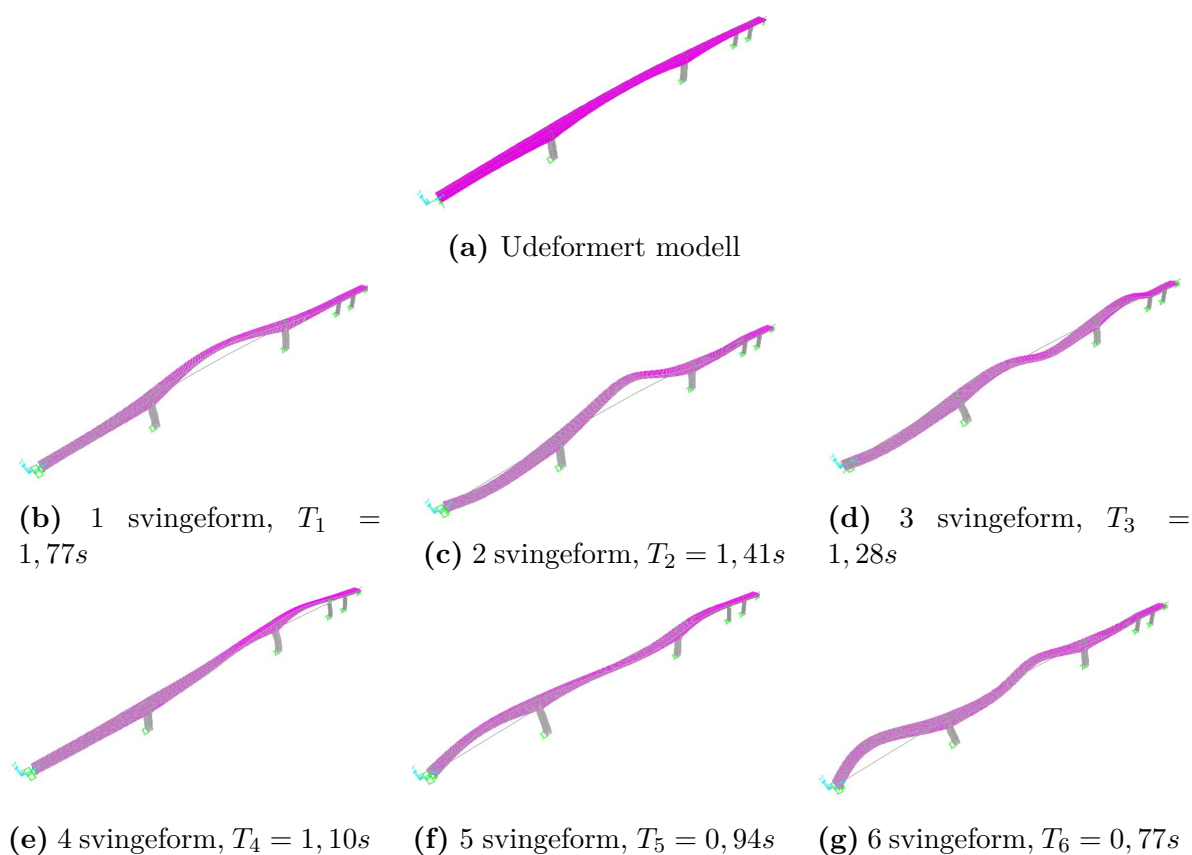 (a) Udeformert modell
(b) 1 svingeform, T₁ =
1, 77s
(c) 2 svingeform, T₂ = 1, 41s
(d) 3 svingeform, T₃ =
1, 28s
(e) 4 svingeform, T₄ = 1, 10s
(f) 5 svingeform, T₅ = 0, 94s
(g) 6 svingeform, T₆ = 0, 77s